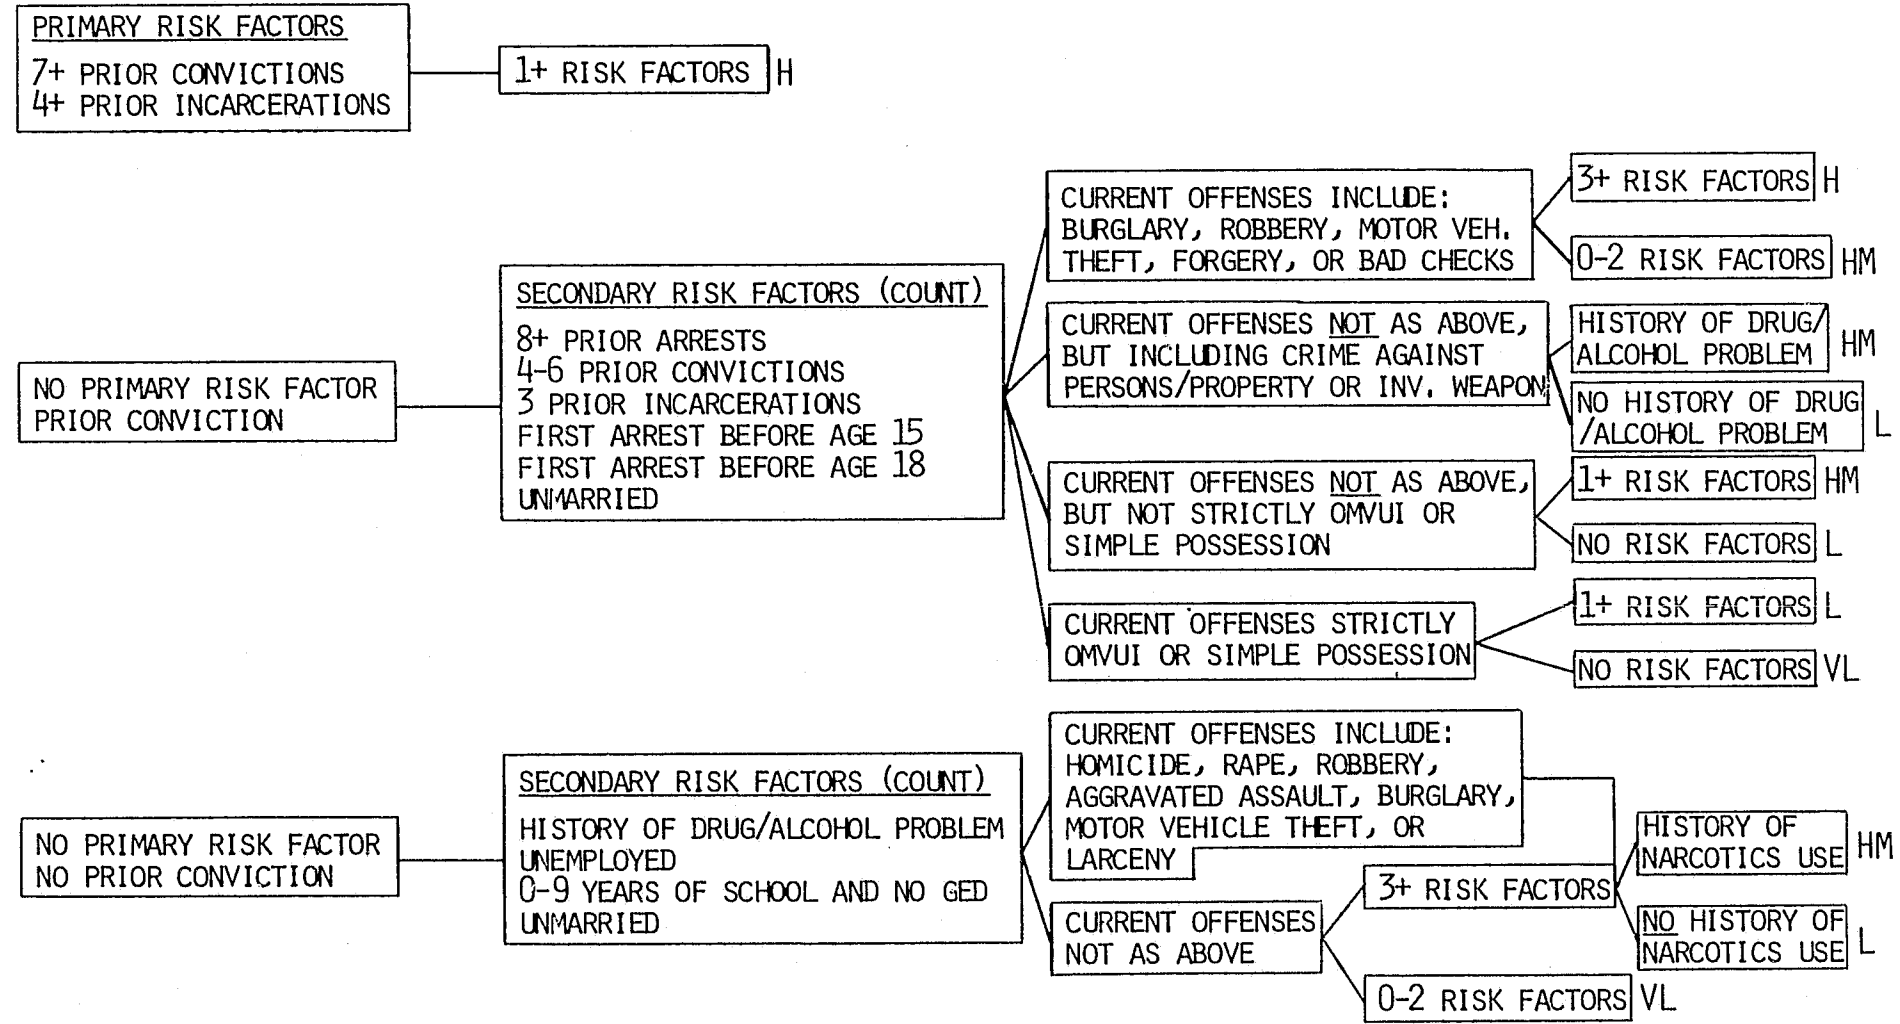 PRIMARY RISK FACTORS
7+ PRIOR CONVICTIONS
4+ PRIOR INCARCERATIONS
1+ RISK FACTORS H
NO PRIMARY RISK FACTOR
PRIOR CONVICTION
SECONDARY RISK FACTORS (COUNT)
8+ PRIOR ARRESTS
4-6 PRIOR CONVICTIONS
3 PRIOR INCARCERATIONS
FIRST ARREST BEFORE AGE 15
FIRST ARREST BEFORE AGE 18
UNMARRIED
CURRENT OFFENSES INCLUDE:
BURGLARY, ROBBERY, MOTOR VEH.
THEFT, FORGERY, OR BAD CHECKS
3+ RISK FACTORS H
0-2 RISK FACTORS HM
CURRENT OFFENSES NOT AS ABOVE,
BUT INCLUDING CRIME AGAINST
PERSONS/PROPERTY OR INV. WEAPON
HISTORY OF DRUG/
ALCOHOL PROBLEM HM
NO HISTORY OF DRUG
/ALCOHOL PROBLEM L
CURRENT OFFENSES NOT AS ABOVE,
BUT NOT STRICTLY OMVUI OR
SIMPLE POSSESSION
1+ RISK FACTORS HM
NO RISK FACTORS L
CURRENT OFFENSES STRICTLY
OMVUI OR SIMPLE POSSESSION
1+ RISK FACTORS L
NO RISK FACTORS VL
NO PRIMARY RISK FACTOR
NO PRIOR CONVICTION
SECONDARY RISK FACTORS (COUNT)
HISTORY OF DRUG/ALCOHOL PROBLEM
UNEMPLOYED
0-9 YEARS OF SCHOOL AND NO GED
UNMARRIED
CURRENT OFFENSES INCLUDE:
HOMICIDE, RAPE, ROBBERY,
AGGRAVATED ASSAULT, BURGLARY,
MOTOR VEHICLE THEFT, OR
LARCENY
CURRENT OFFENSES
NOT AS ABOVE
3+ RISK FACTORS
0-2 RISK FACTORS VL
HISTORY OF
NARCOTICS USE HM
NO HISTORY OF
NARCOTICS USE L